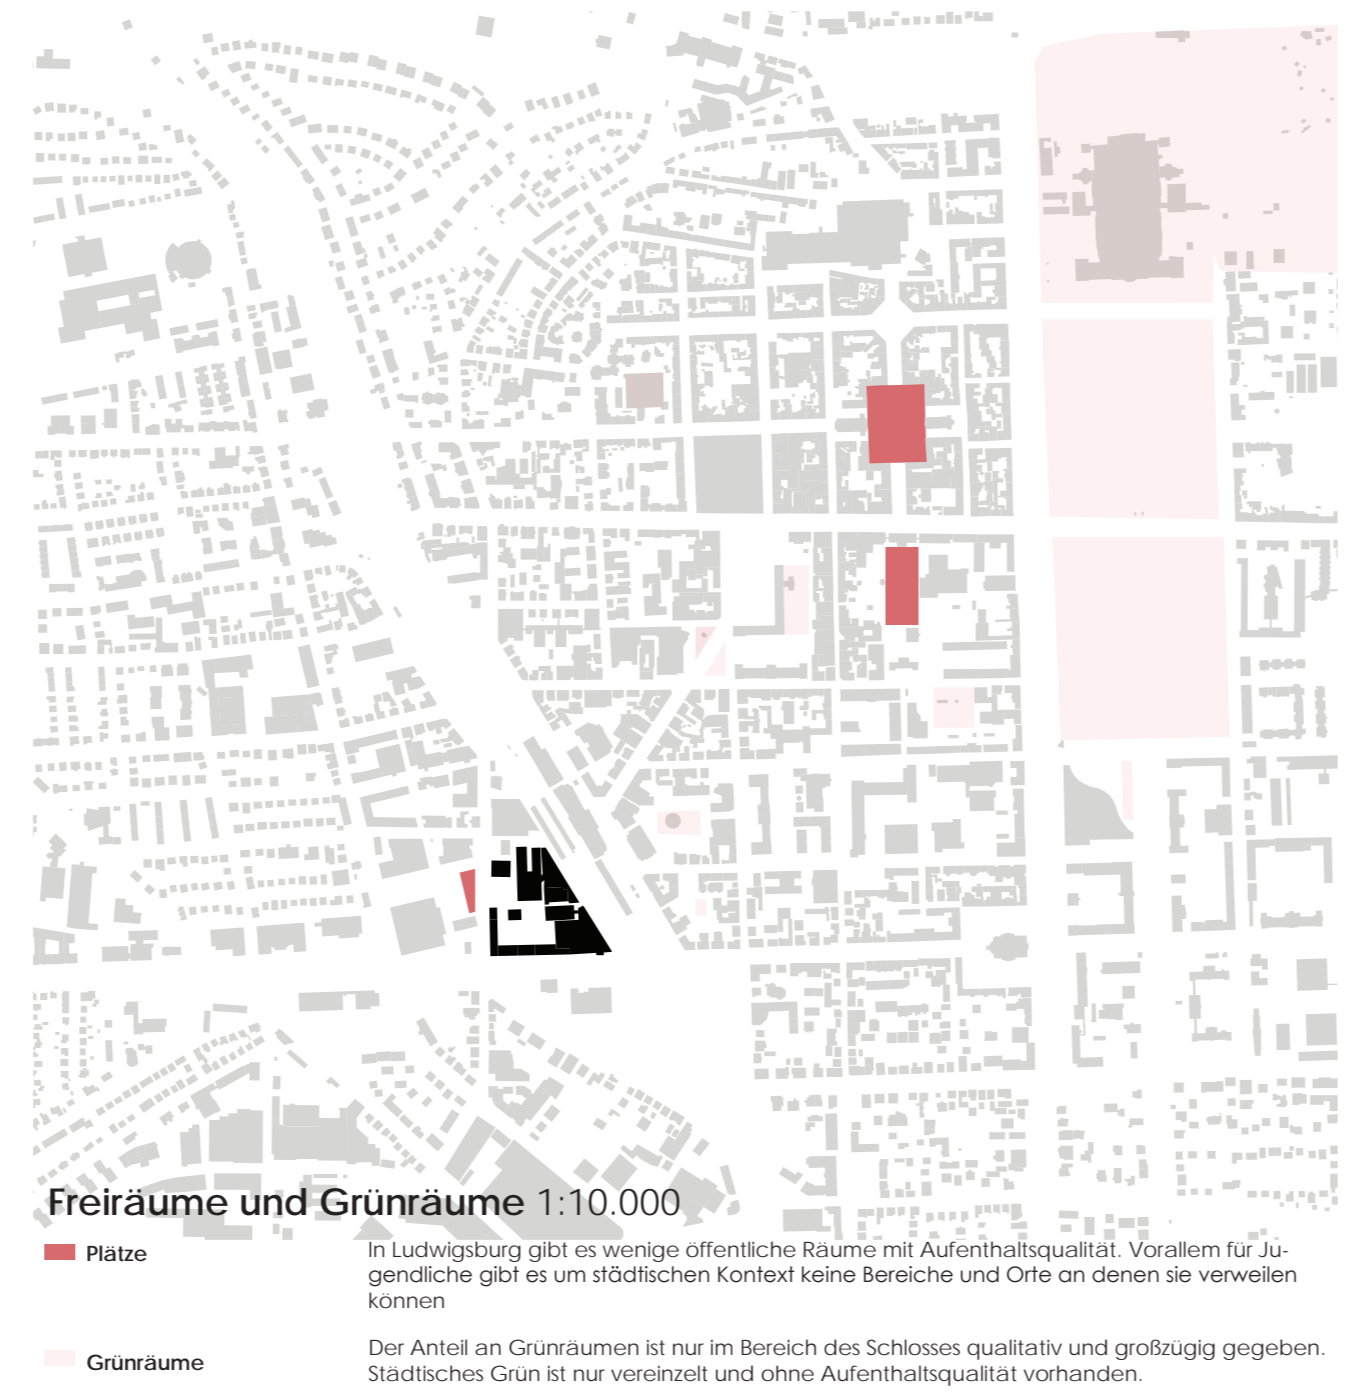 Freiräume und Grünräume 1:10.000
Plätze
In Ludwigsburg gibt es wenige öffentliche Räume mit Aufenthaltsqualität. Vorallem für Ju-
gendliche gibt es um städtischen Kontext keine Bereiche und Orte an denen sie verweilen
können
Grünräume
Der Anteil an Grünräumen ist nur im Bereich des Schlosses qualitativ und großzügig gegeben.
Städtisches Grün ist nur vereinzelt und ohne Aufenthaltsqualität vorhanden.